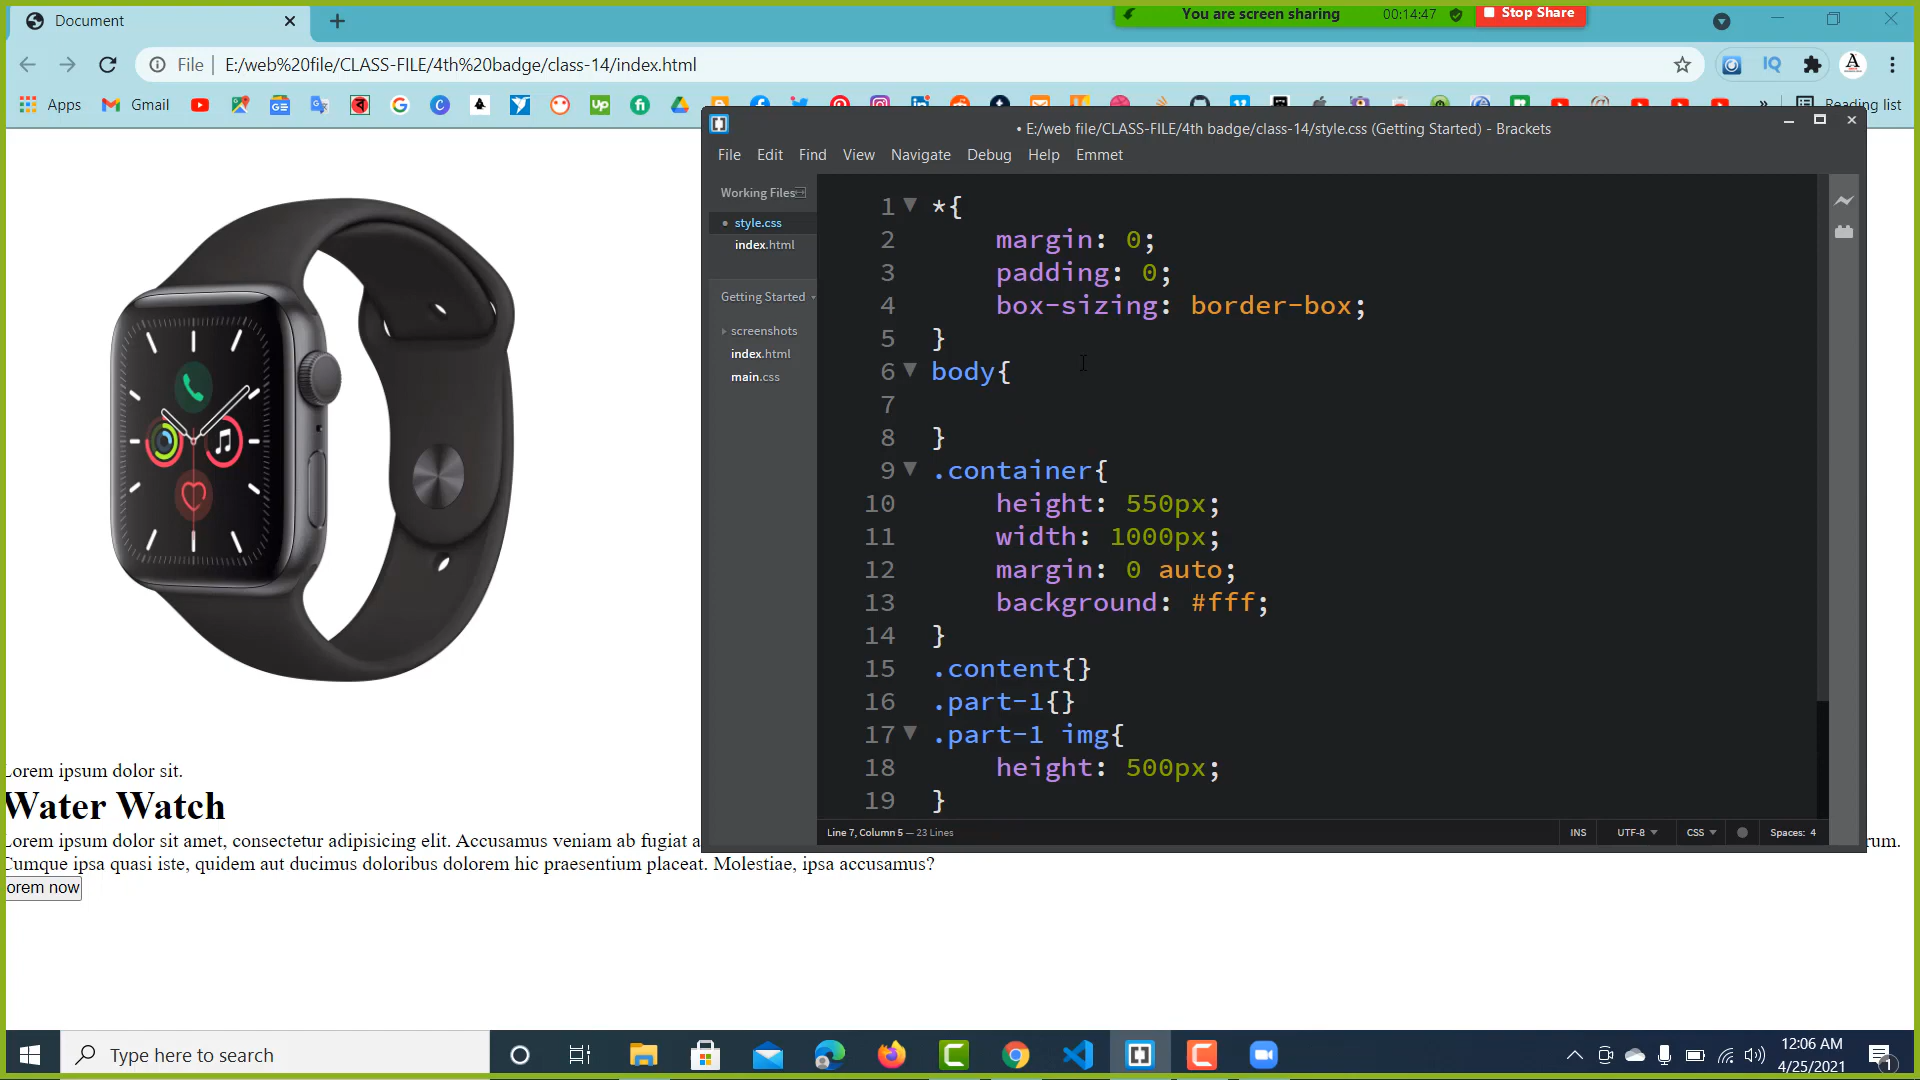 Document
You are screen sharing
00:14:47
Stop Share
File
E:/web%20file/CLASS-FILE/4th%20badge/class-14/index.html
IQ
A
Apps
Gmail
Up
fi
»
Reading list
• E:/web file/CLASS-FILE/4th badge/class-14/style.css (Getting Started) - Brackets
File Edit Find View Navigate Debug Help Emmet
Working Files
style.css
index.html
Getting Started
screenshots
index.html
main.css
1 *{
2 margin: 0;
3 padding: 0;
4 box-sizing: border-box;
5 }
6 body{
7
8 }
9 .container{
10 height: 550px;
11 width: 1000px;
12 margin: 0 auto;
13 background: #fff;
14 }
15 .content{}
16 .part-1{}
17 .part-1 img{
18 height: 500px;
19 }
Line 7, Column 5 — 23 Lines
INS UTF-8 CSS Spaces: 4
Lorem ipsum dolor sit.
Water Watch
Lorem ipsum dolor sit amet, consectetur adipisicing elit. Accusamus veniam ab fugiat a
rum.
Cumque ipsa quasi iste, quidem aut ducimus doloribus dolorem hic praesentium placeat. Molestiae, ipsa accusamus?
orem now
Type here to search
12:06 AM
4/25/2021
1